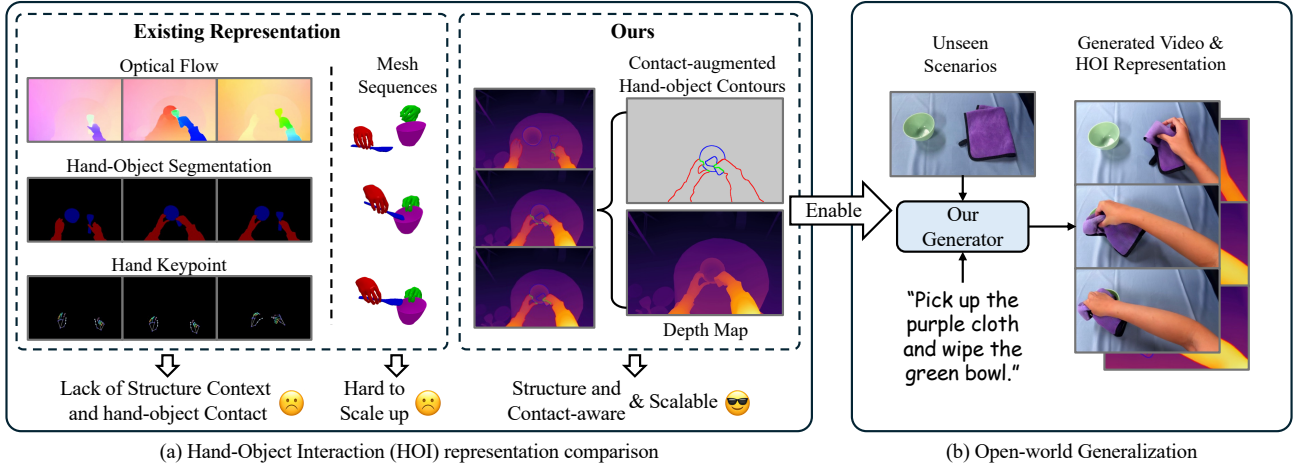 Existing Representation
Optical Flow
Hand-Object Segmentation
Hand Keypoint
Mesh
Sequences
Lack of Structure Context
and hand-object Contact
Hard to
Scale up
Ours
Contact-augmented
Hand-object Contours
Depth Map
Structure and
Contact-aware
& Scalable
Enable
Unseen
Scenarios
Our
Generator
"Pick up the
purple cloth
and wipe the
green bowl."
Generated Video &
HOI Representation
(a) Hand-Object Interaction (HOI) representation comparison
(b) Open-world Generalization